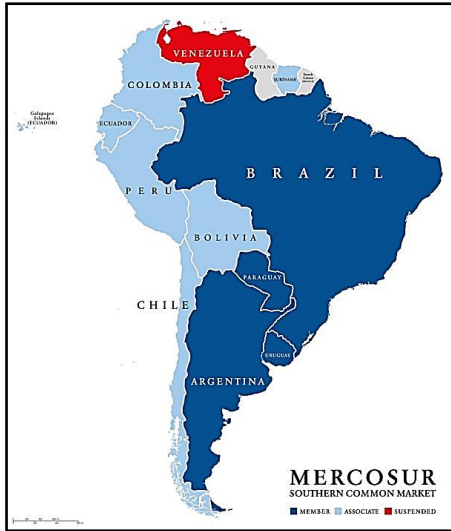 VENEZUELA
GUYANA
SURINAME
COLOMBIA
Galapagos
Islands
(ECUADOR)
ECUADOR
BRAZIL
PERU
BOLIVIA
PARAGUAY
CHILE
URUGUAY
ARGENTINA
MERCOSUR
SOUTHERN COMMON MARKET
MEMBER ASSOCIATE SUSPENDED